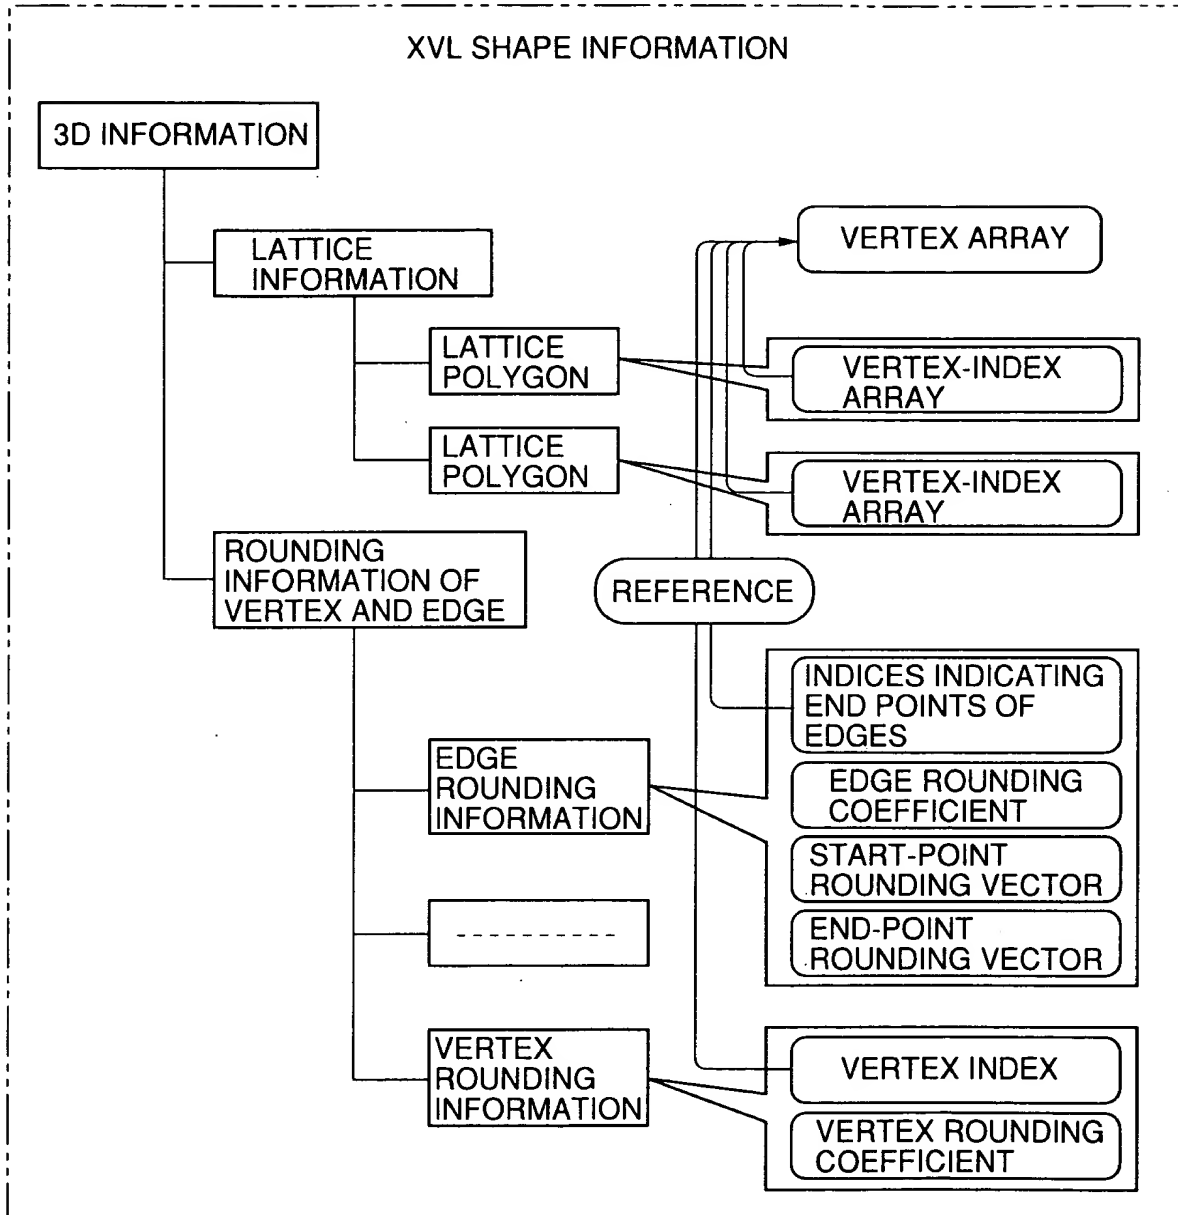 XVL SHAPE INFORMATION
3D INFORMATION
LATTICE
INFORMATION
VERTEX ARRAY
LATTICE
POLYGON
VERTEX-INDEX
ARRAY
LATTICE
POLYGON
VERTEX-INDEX
ARRAY
ROUNDING
INFORMATION OF
VERTEX AND EDGE
REFERENCE
EDGE
ROUNDING
INFORMATION
INDICES INDICATING
END POINTS OF
EDGES
EDGE ROUNDING
COEFFICIENT
START-POINT
ROUNDING VECTOR
END-POINT
ROUNDING VECTOR
VERTEX
ROUNDING
INFORMATION
VERTEX INDEX
VERTEX ROUNDING
COEFFICIENT